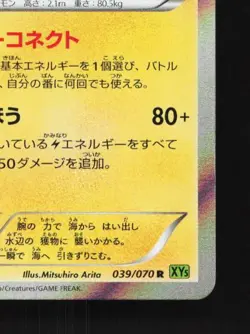 モン 高さ:2.1m 重さ:80.5kg
ーコネクト
基本エネルギーを1個選び、バトル
、自分の番に何回でも使える。
ほう 80+
いているエネルギーをすべて
50ダメージを追加。
腕の 力で 海から はいだし
水辺の 獲物に 襲いかかる。
一瞬で 海へ 引きずりこむ。
Illus.Mitsuhiro Arita 039/070 R XYs
/Creatures/GAME FREAK.